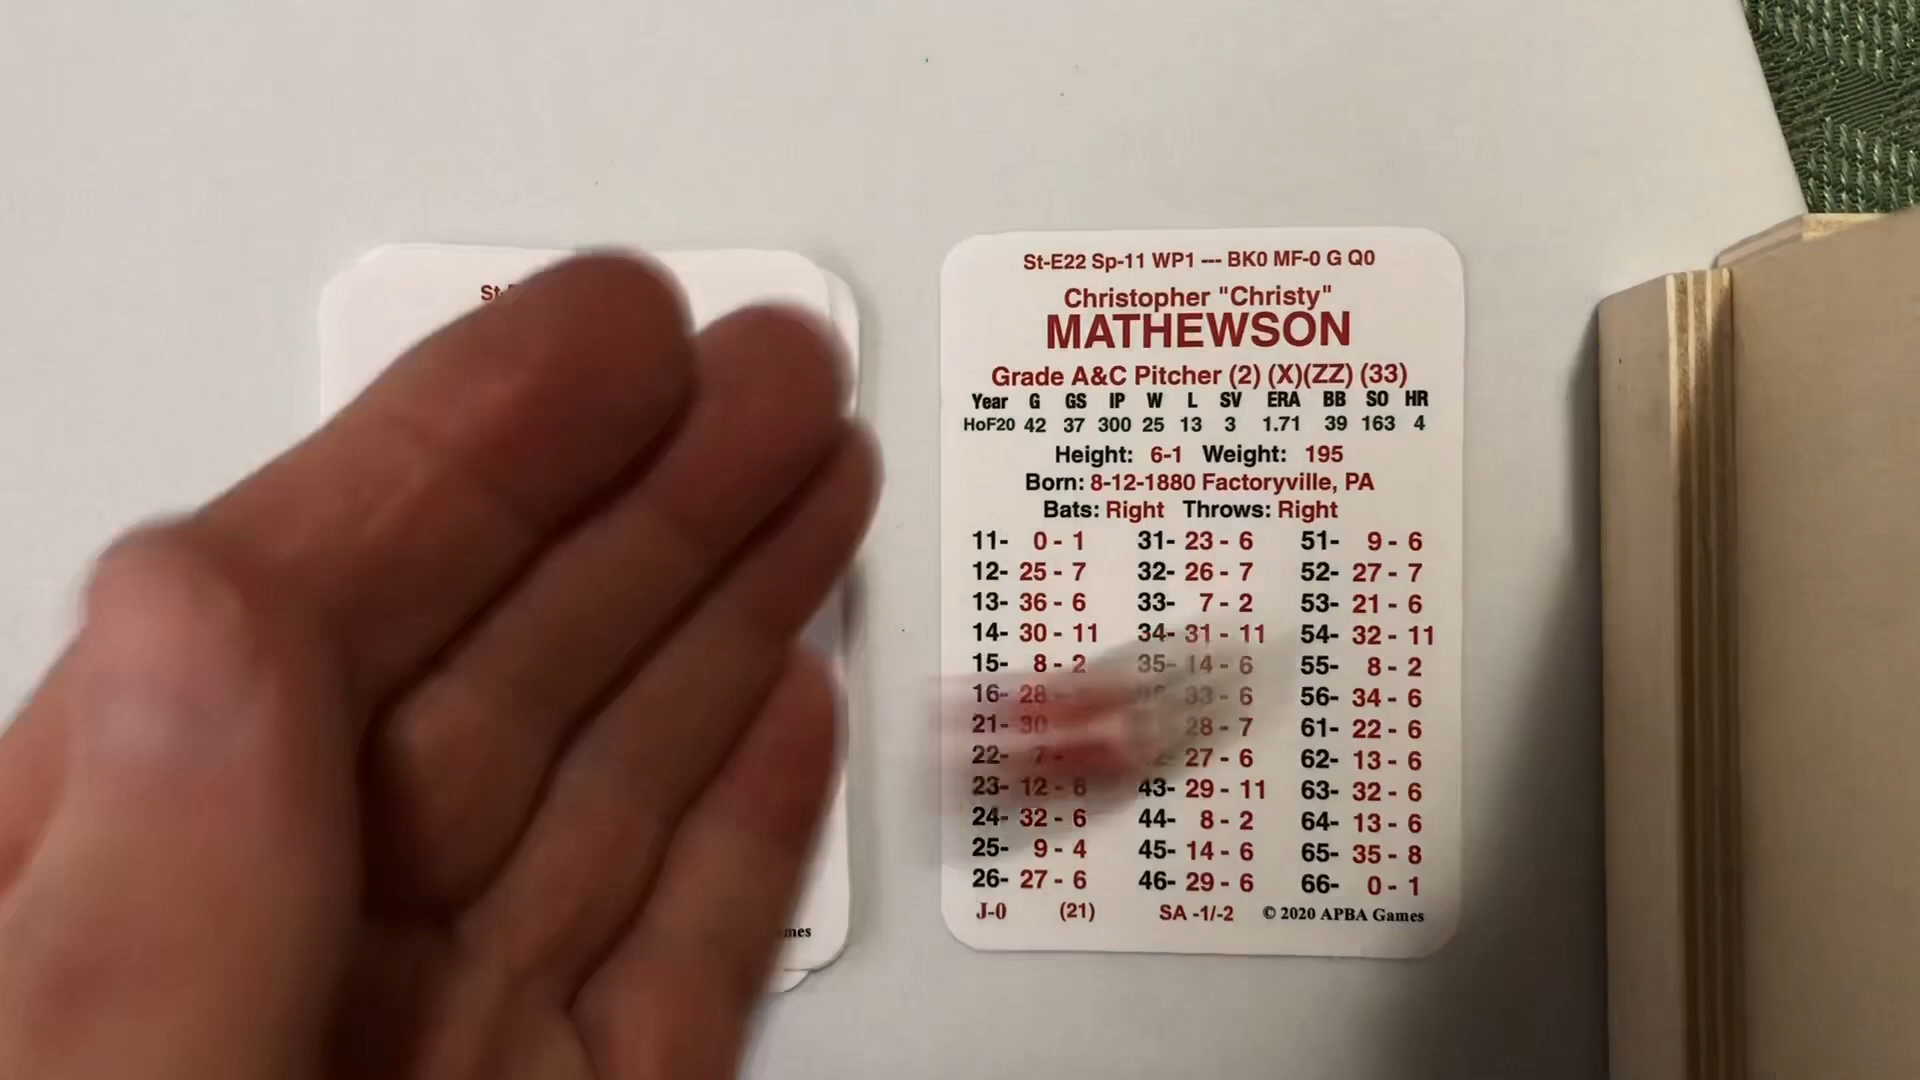 St-
mes
St-E22 Sp-11 WP1 --- BK0 MF-0 G Q0
Christopher "Christy"
MATHEWSON
Grade A&C Pitcher (2) (X)(ZZ) (33)
Year G GS IP W L SV ERA BB SO HR
HoF20 42 37 300 25 13 3 1.71 39 163 4
Height: 6-1 Weight: 195
Born: 8-12-1880 Factoryville, PA
Bats: Right Throws: Right
11- 0 - 1 31- 23 - 6 51- 9 - 6
12- 25 - 7 32- 26 - 7 52- 27 - 7
13- 36 - 6 33- 7 - 2 53- 21 - 6
14- 30 - 11 34- 31 - 11 54- 32 - 11
15- 8 - 2 35- 14 - 6 55- 8 - 2
16- 28 - 33 - 6 56- 34 - 6
21- 30 28 - 7 61- 22 - 6
22- 7 - 27 - 6 62- 13 - 6
23- 12 - 43- 29 - 11 63- 32 - 6
24- 32 - 6 44- 8 - 2 64- 13 - 6
25- 9 - 4 45- 14 - 6 65- 35 - 8
26- 27 - 6 46- 29 - 6 66- 0 - 1
J-0 (21) SA -1/-2 © 2020 APBA Games